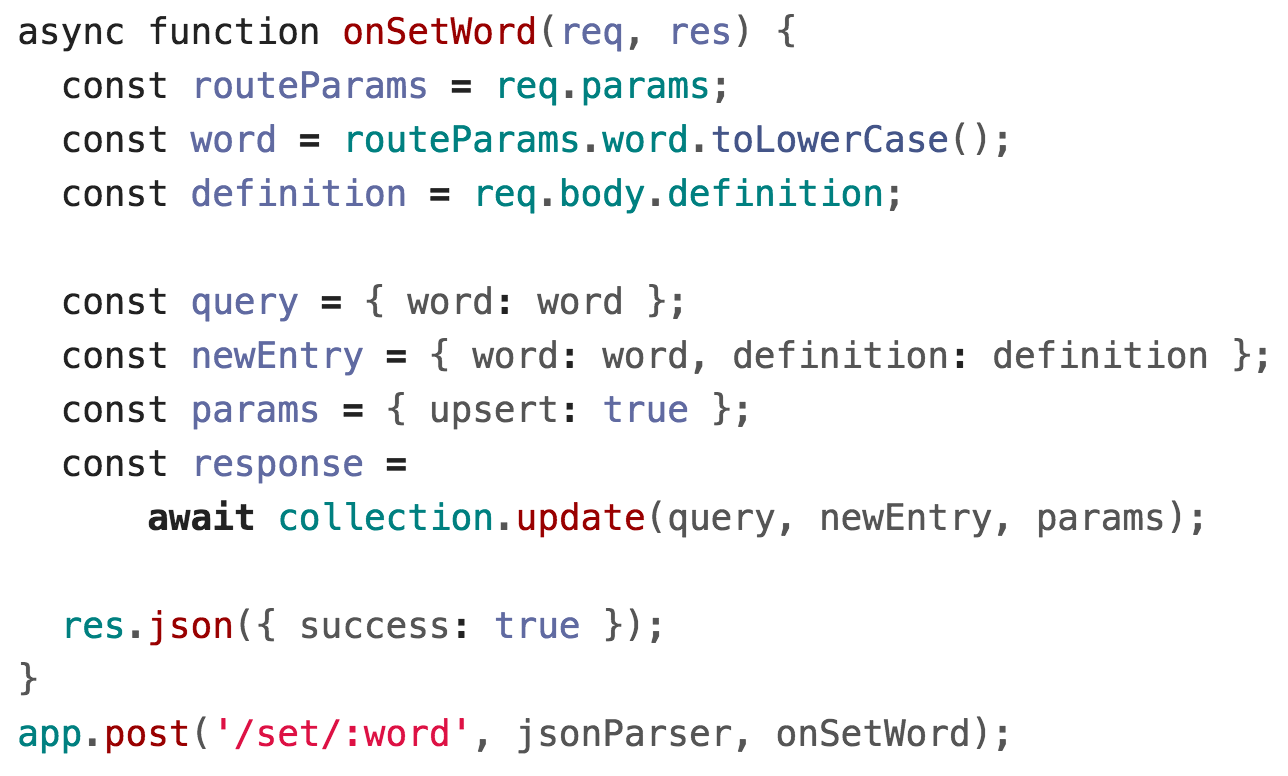 async function onSetWord(req, res) {
  const routeParams = req.params;
  const word = routeParams.word.toLowerCase();
  const definition = req.body.definition;

  const query = { word: word };
  const newEntry = { word: word, definition: definition };
  const params = { upsert: true };
  const response =
      await collection.update(query, newEntry, params);

  res.json({ success: true });
}
app.post('/set/:word', jsonParser, onSetWord);